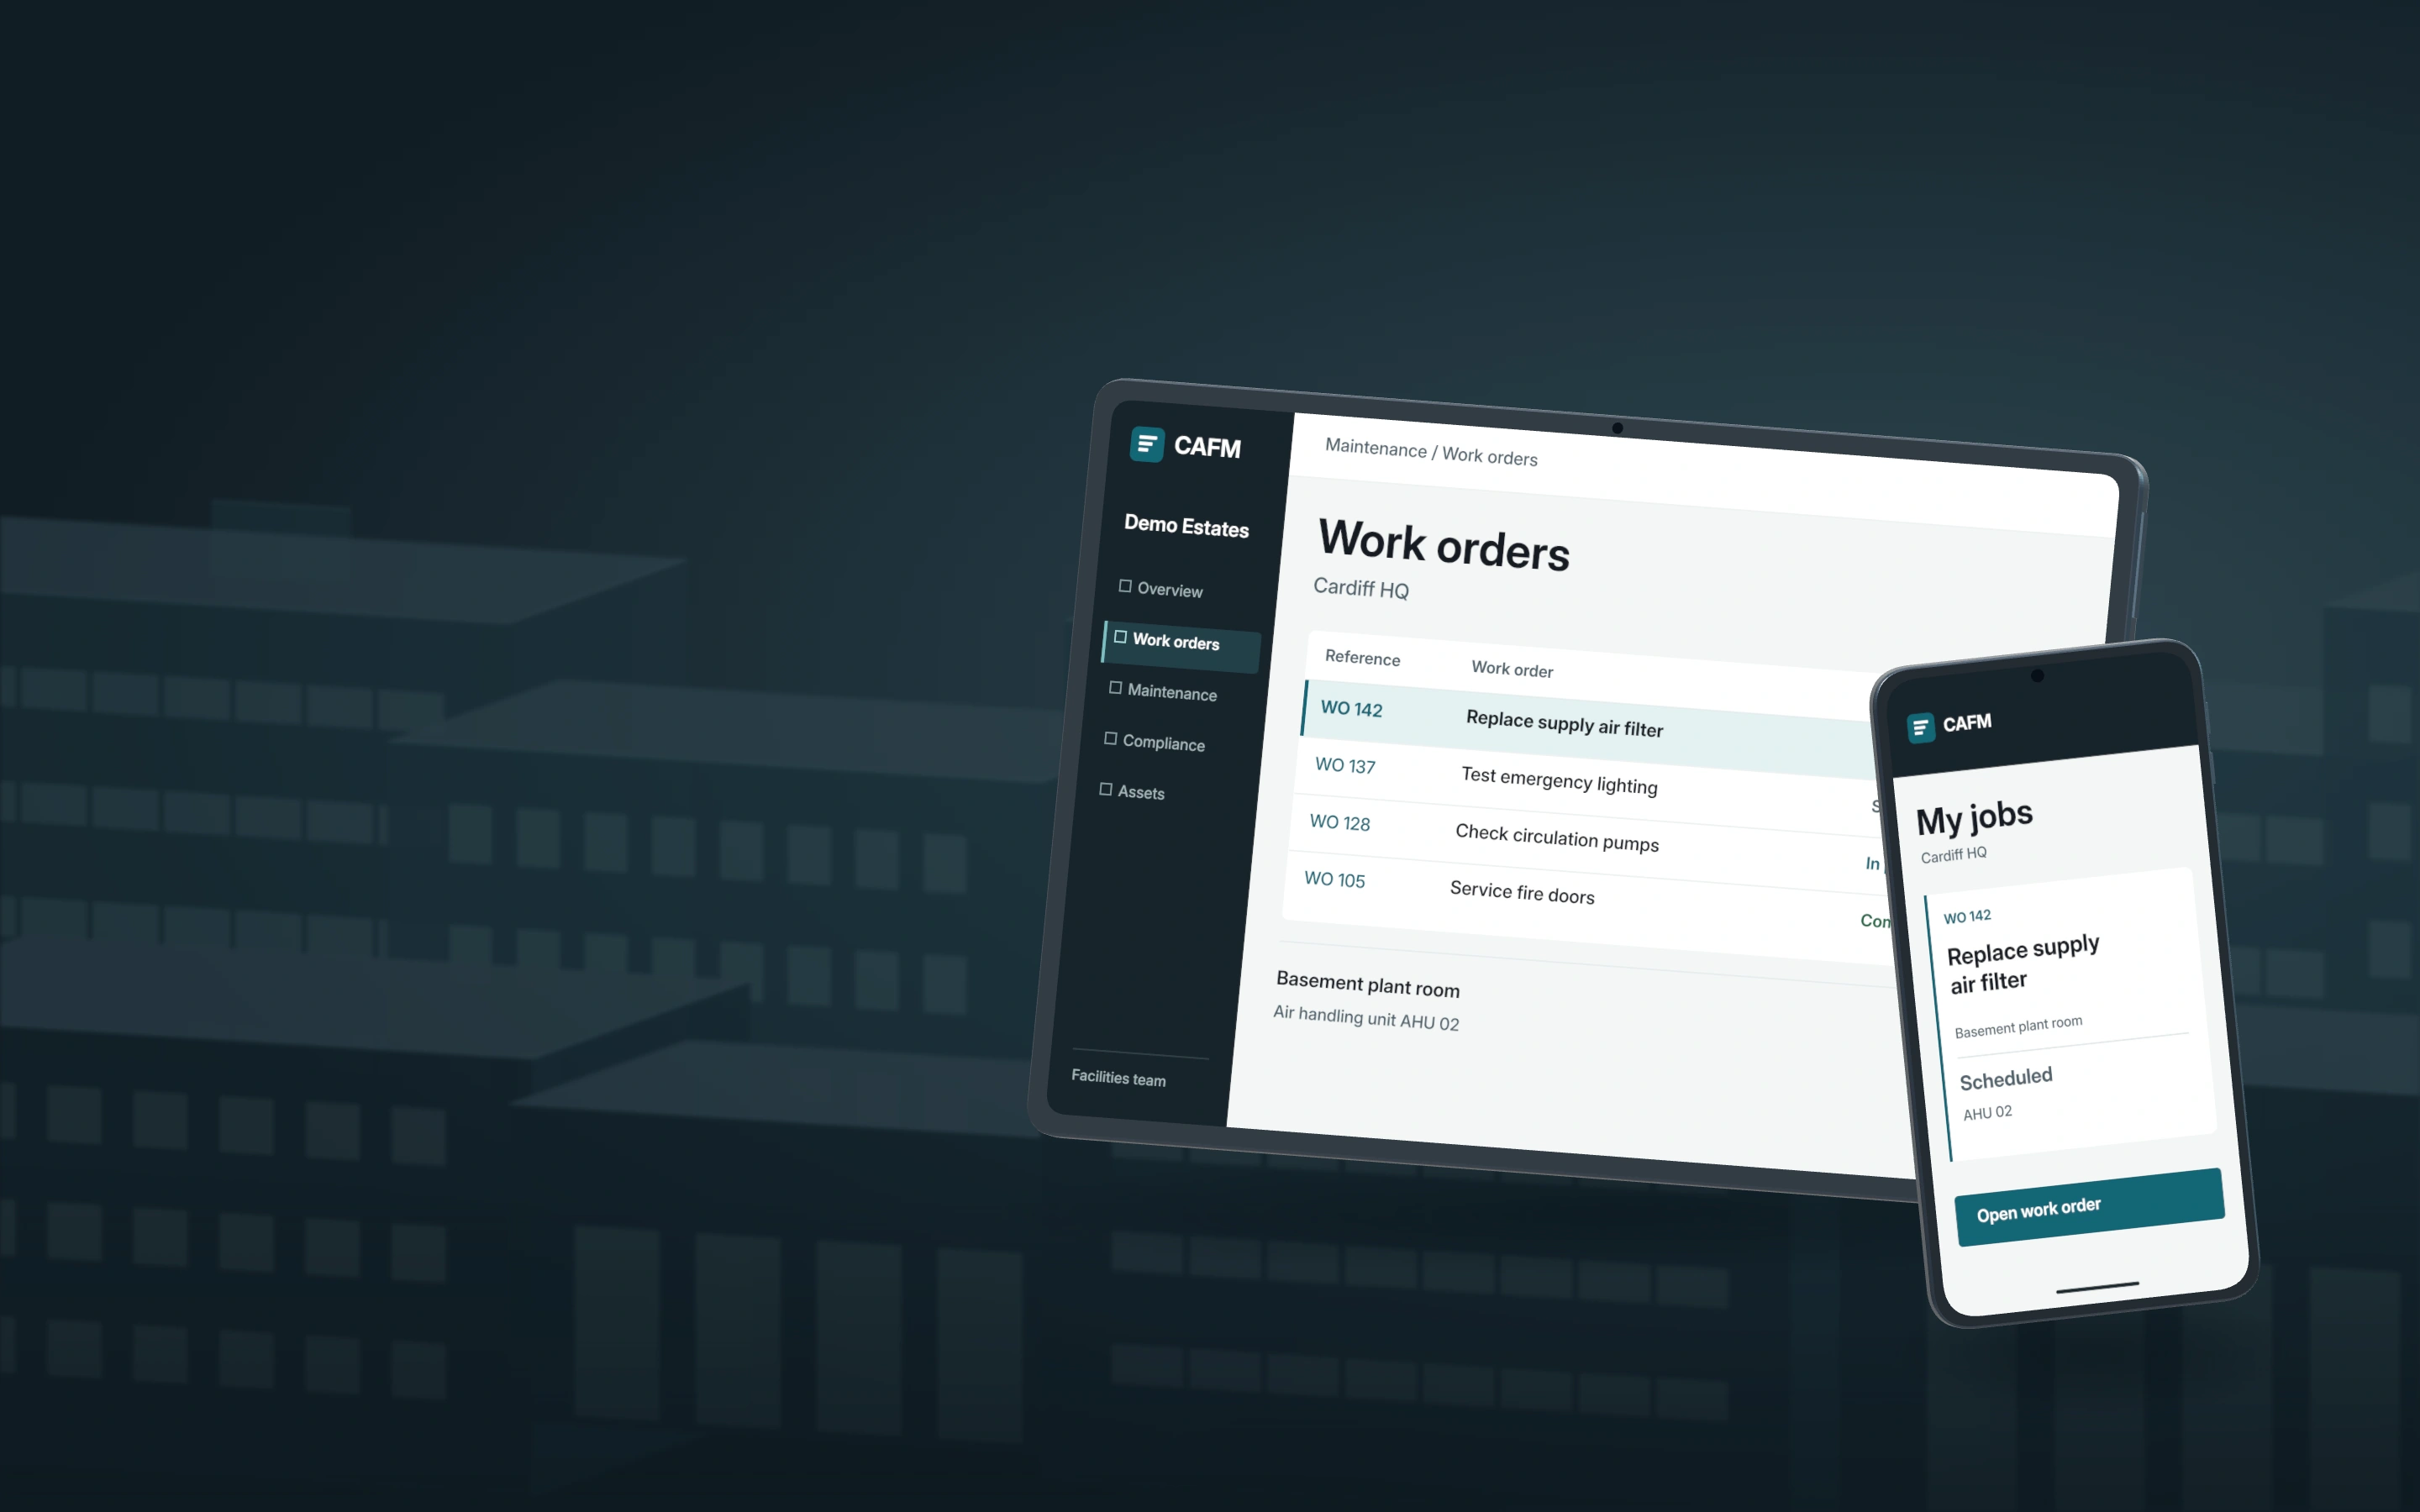 CAFM
Demo Estates
Overview
Work orders
Maintenance
Compliance
Assets
Facilities team
Maintenance / Work orders
Work orders
Cardiff HQ
Reference Work order
WO 142 Replace supply air filter
WO 137 Test emergency lighting
WO 128 Check circulation pumps
In
WO 105 Service fire doors
Basement plant room
Air handling unit AHU 02
CAFM
My jobs
Cardiff HQ
WO 142
Replace supply
air filter
Basement plant room
Scheduled
AHU 02
Open work order